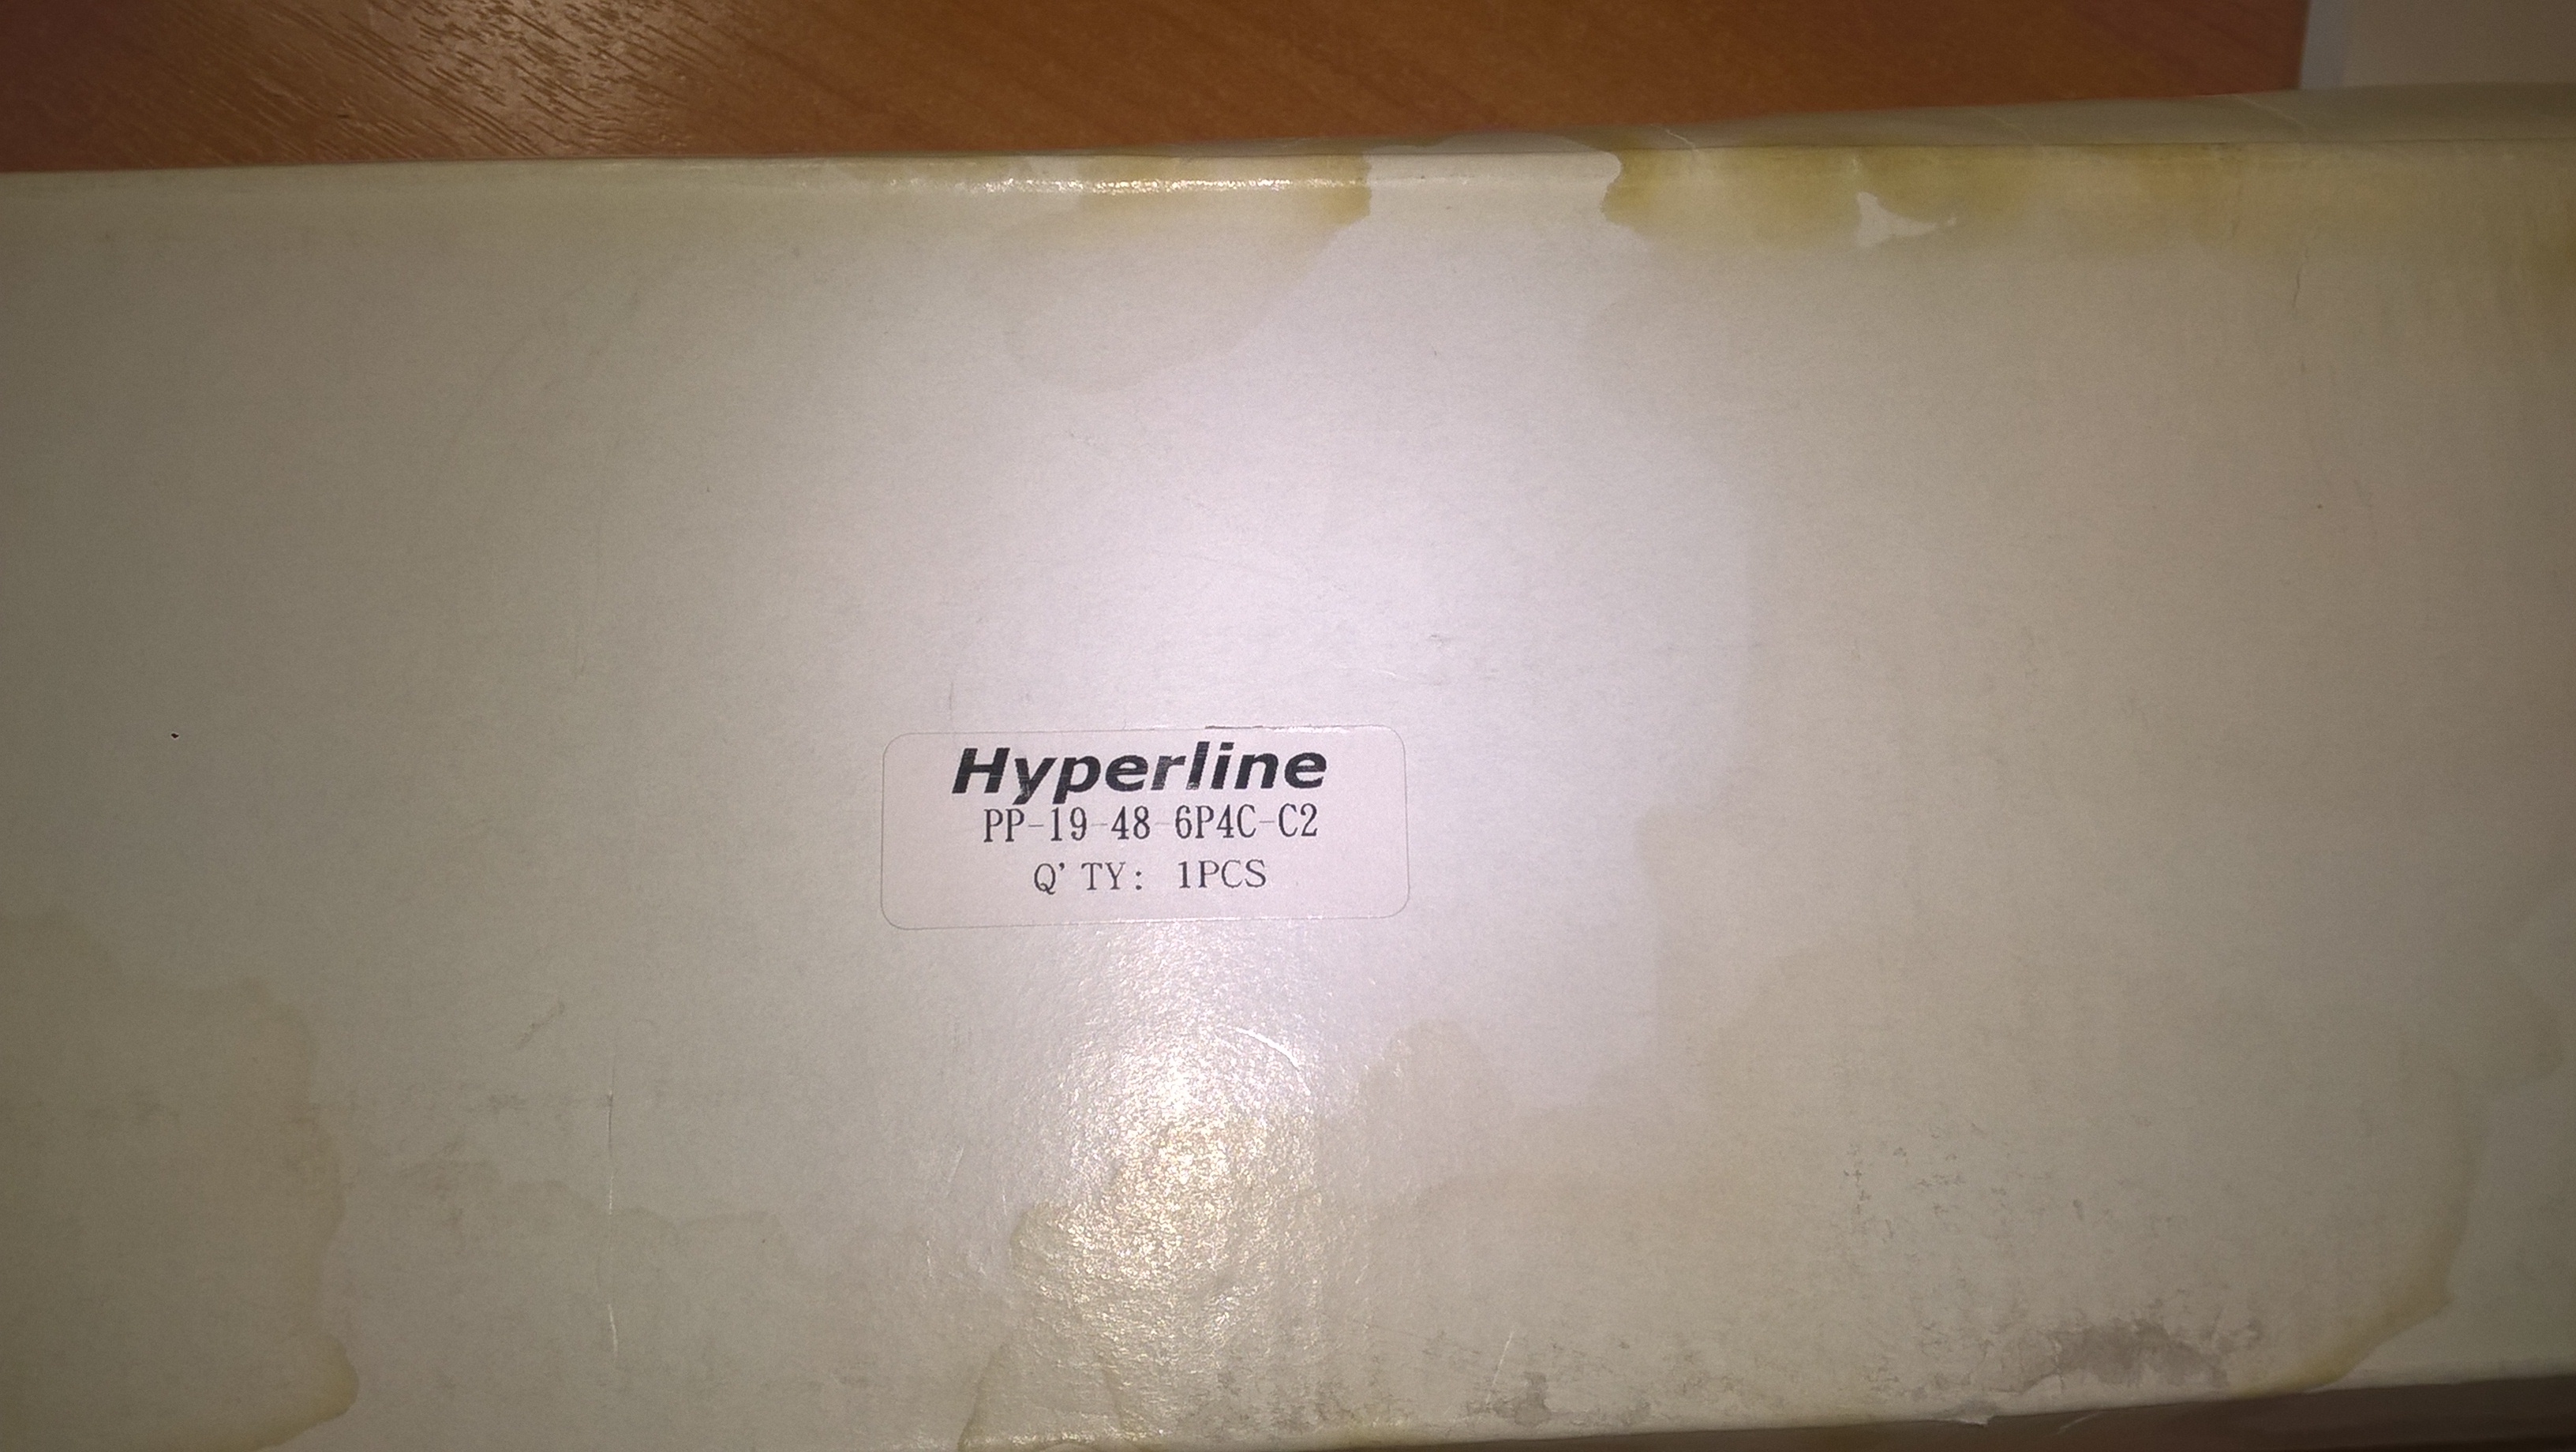 Hyperline
PP-19-48-6P4C-C2
Q'TY: 1PCS